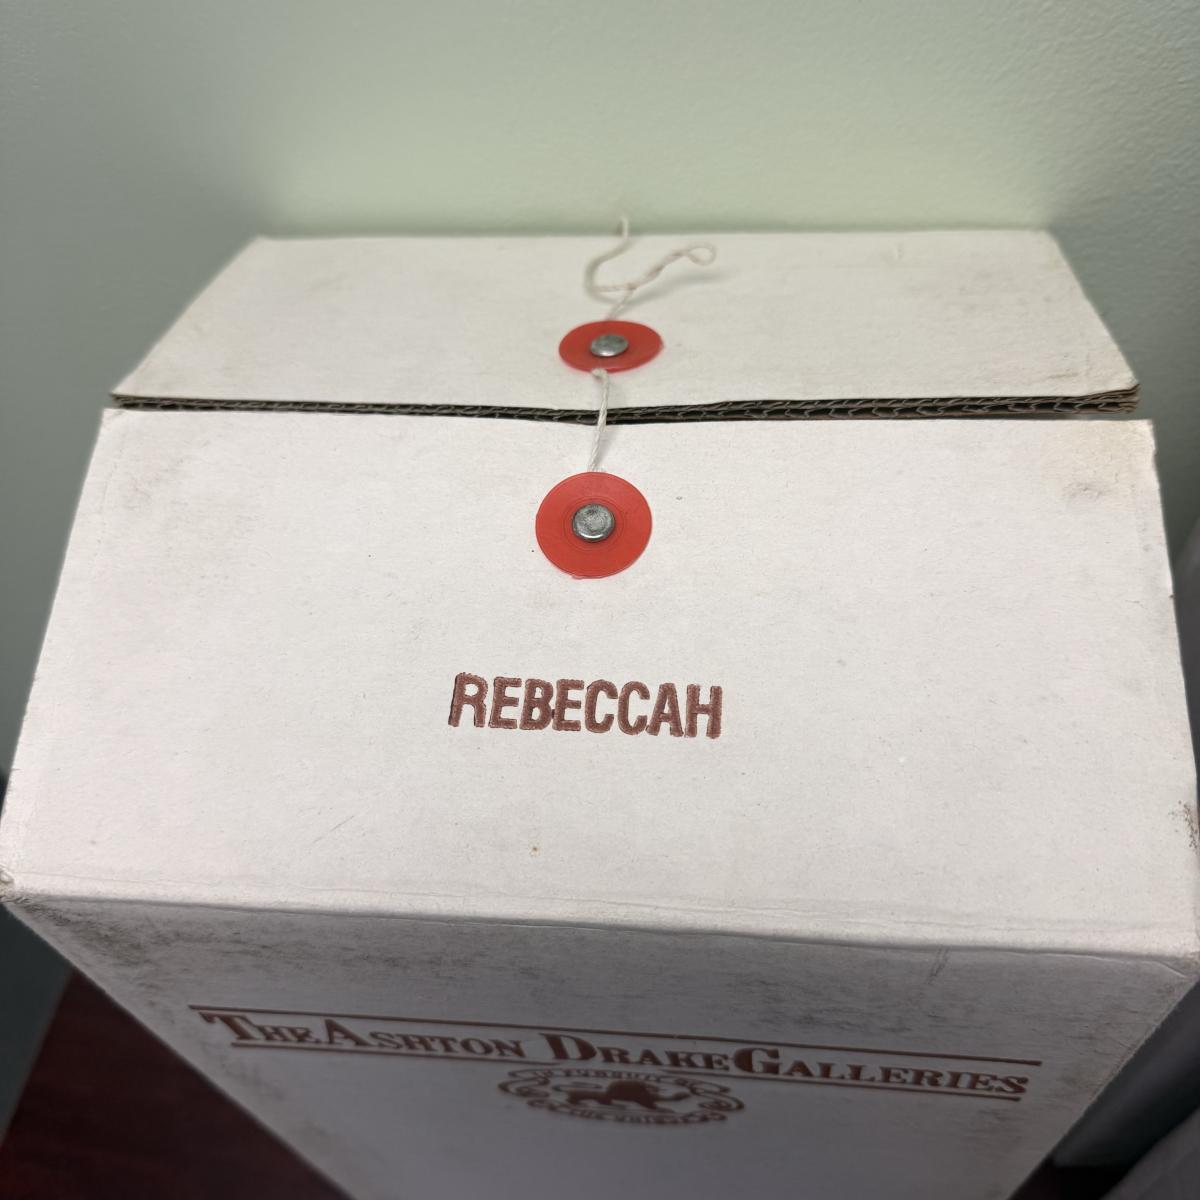 REBECCAH
THE ASHTON DRAKE GALLERIES